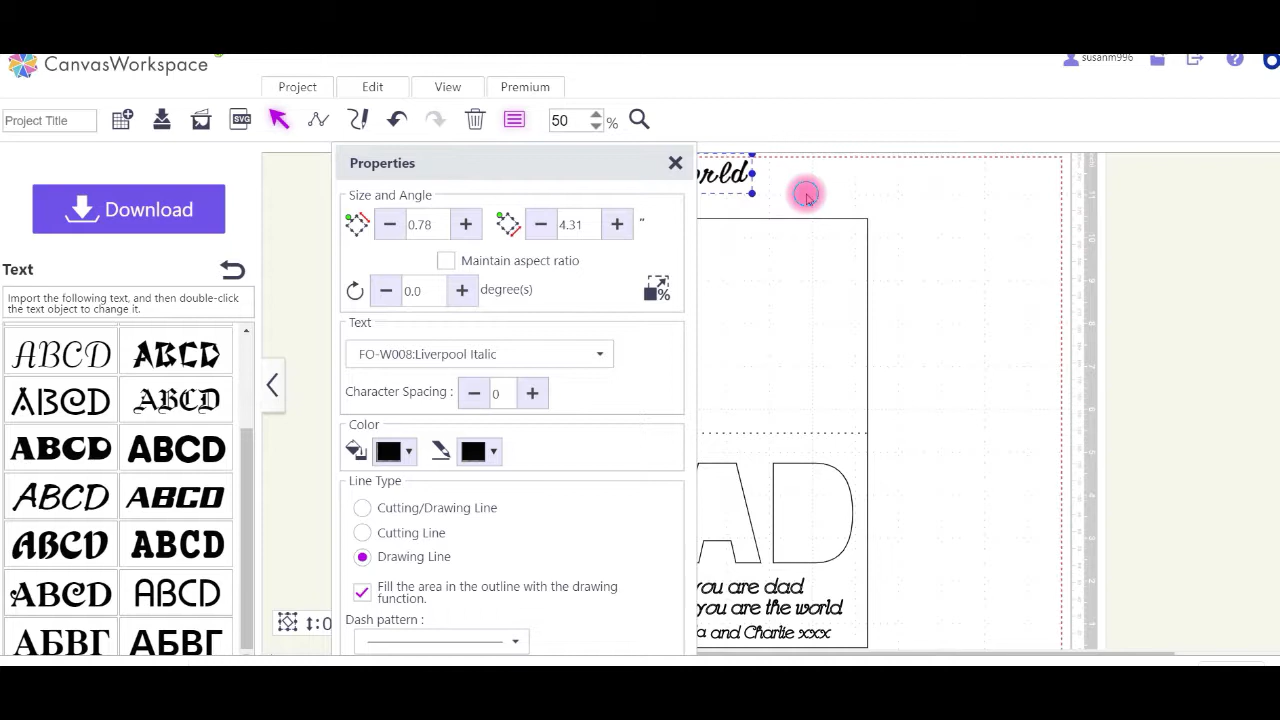 CanvasWorkspace
susanm996
?
Project
Edit
View
Premium
Project Title
SVG
50
%
Properties
Size and Angle
0.78
4.31
"
Maintain aspect ratio
0.0
degree(s)
%
Text
FO-W008:Liverpool Italic
Character Spacing :
0
Color
Line Type
Cutting/Drawing Line
Cutting Line
Drawing Line
Fill the area in the outline with the drawing
function.
Dash pattern :
Download
Text
Import the following text, and then double-click
the text object to change it.
ABCD ABCD
ABCD ABCD
ABCD ABCD
ABCD ABCD
ABCD ABCD
ABCD ABCD
АБВГ АБВГ
orld
AD
you are dad
you are the world
a and Charlie xxx